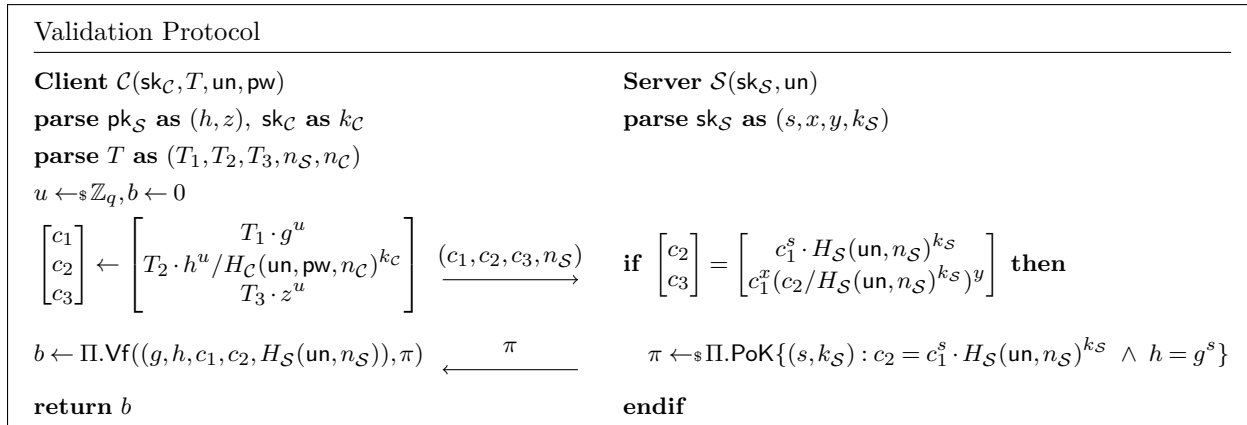 Validation Protocol
Client 𝒞(sk_𝒞, T, un, pw) Server 𝒮(sk_𝒮, un)
parse pk_𝒮 as (h, z), sk_𝒞 as k_𝒞 parse sk_𝒮 as (s, x, y, k_𝒮)
parse T as (T_1, T_2, T_3, n_𝒮, n_𝒞)
u ←$ ℤ_q, b ← 0
[c_1 c_2 c_3] ← [T_1 · g^u T_2 · h^u/H_𝒞(un, pw, n_𝒞)^{k_𝒞} T_3 · z^u] (c_1, c_2, c_3, n_𝒮) → if [c_2 c_3] = [c_1^s · H_𝒮(un, n_𝒮)^{k_𝒮} c_1^x(c_2/H_𝒮(un, n_𝒮)^{k_𝒮})^y] then
b ← Π.Vf((g, h, c_1, c_2, H_𝒮(un, n_𝒮)), π) π ← π ←$ Π.PoK{(s, k_𝒮) : c_2 = c_1^s · H_𝒮(un, n_𝒮)^{k_𝒮} ∧ h = g^s}
return b endif